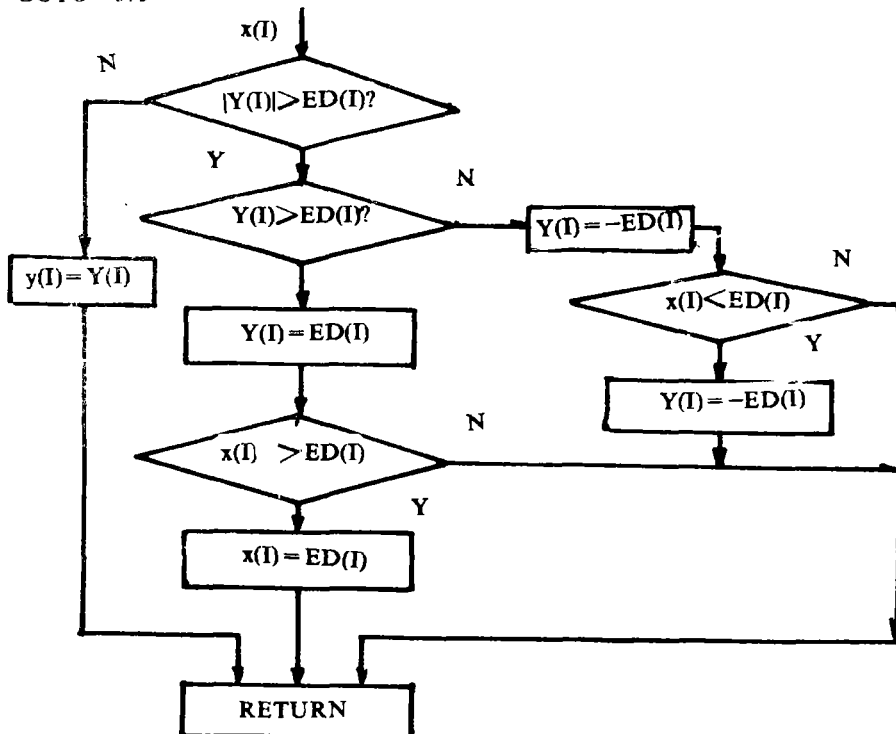 x(I)
N
|Y(I)|>ED(I)?
Y
N
Y(I)>ED(I)?
Y(I)=-ED(I)
N
y(I)=Y(I)
x(I)<ED(I)
Y(I)=ED(I)
Y
Y(I)=-ED(I)
N
x(I) >ED(I)
Y
x(I)=ED(I)
RETURN